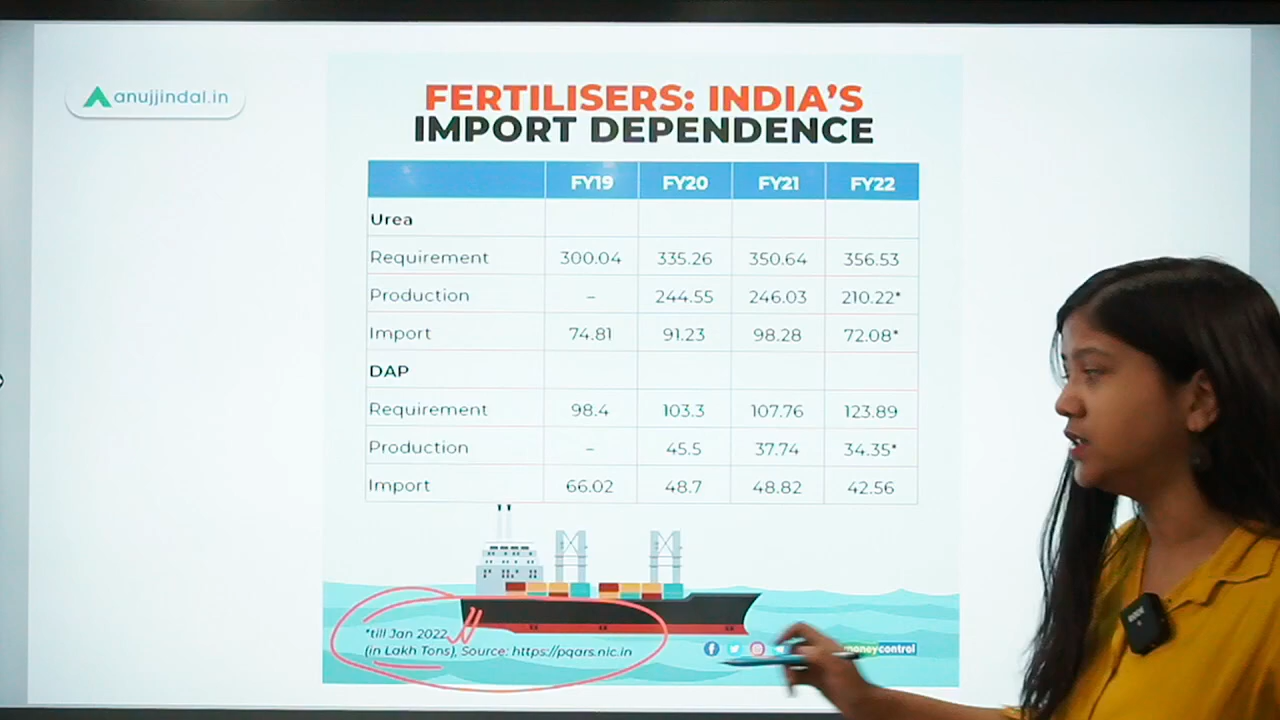 anujjindal.in
FERTILISERS: INDIA'S
IMPORT DEPENDENCE
FY19 FY20 FY21 FY22
Urea
Requirement 300.04 335.26 350.64 356.53
Production – 244.55 246.03 210.22*
Import 74.81 91.23 98.28 72.08*
DAP
Requirement 98.4 103.3 107.76 123.89
Production – 45.5 37.74 34.35*
Import 66.02 48.7 48.82 42.56
*till Jan 2022
(in Lakh Tons), Source: https://pqars.nic.in
moneycontrol